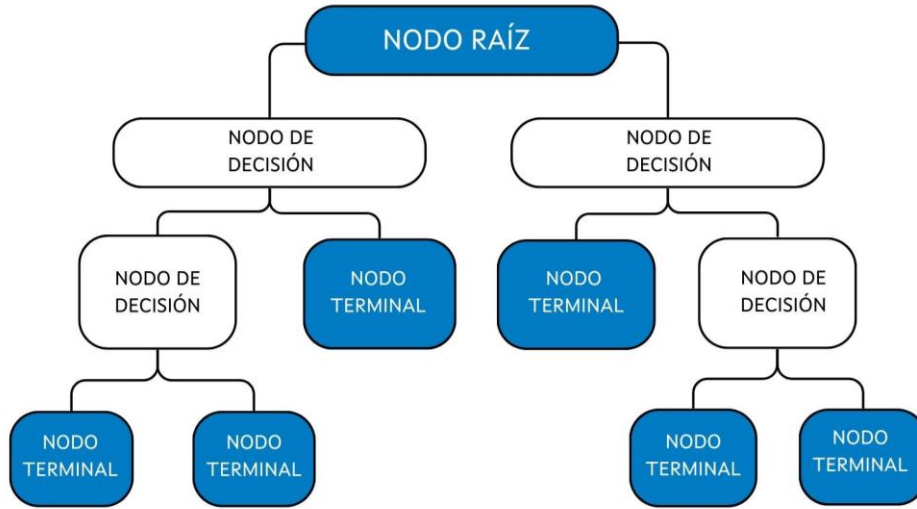 NODO RAÍZ
NODO DE
DECISIÓN
NODO DE
DECISIÓN
NODO DE
DECISIÓN
NODO
TERMINAL
NODO
TERMINAL
NODO DE
DECISIÓN
NODO
TERMINAL
NODO
TERMINAL
NODO
TERMINAL
NODO
TERMINAL